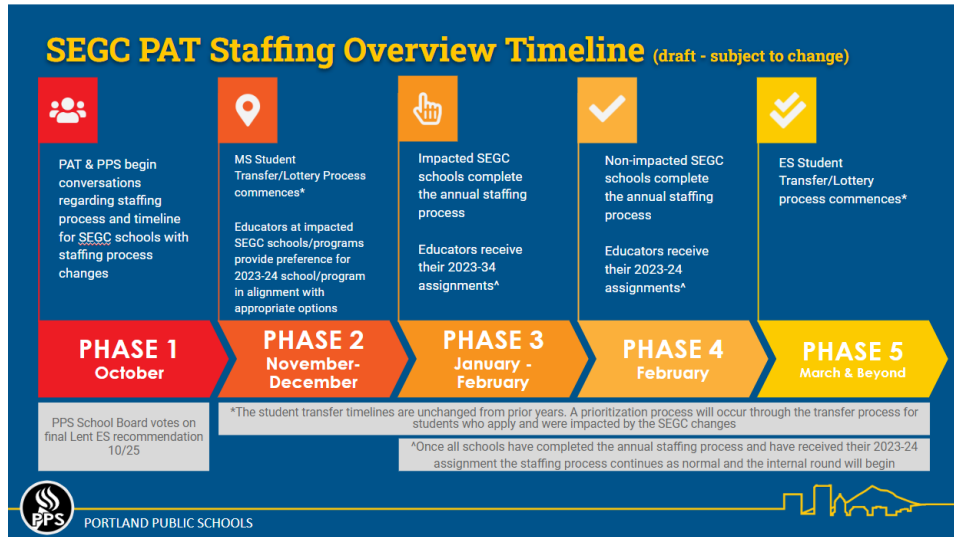 SEGC PAT Staffing Overview Timeline (draft - subject to change)
PAT & PPS begin
conversations
regarding staffing
process and timeline
for SEGC schools with
staffing process
changes
MS Student
Transfer/Lottery Process
commences*
Educators at impacted
SEGC schools/programs
provide preference for
2023-24 school/program
in alignment with
appropriate options
Impacted SEGC
schools complete
the annual staffing
process
Educators receive
their 2023-34
assignments^
Non-impacted SEGC
schools complete
the annual staffing
process
Educators receive
their 2023-24
assignments^
ES Student
Transfer/Lottery
process commences*
PHASE 1
October
PHASE 2
November-
December
PHASE 3
January -
February
PHASE 4
February
PHASE 5
March & Beyond
PPS School Board votes on
final Lent ES recommendation
10/25
*The student transfer timelines are unchanged from prior years. A prioritization process will occur through the transfer process for
students who apply and were impacted by the SEGC changes
^Once all schools have completed the annual staffing process and have received their 2023-24
assignment the staffing process continues as normal and the internal round will begin
PPS
PORTLAND PUBLIC SCHOOLS